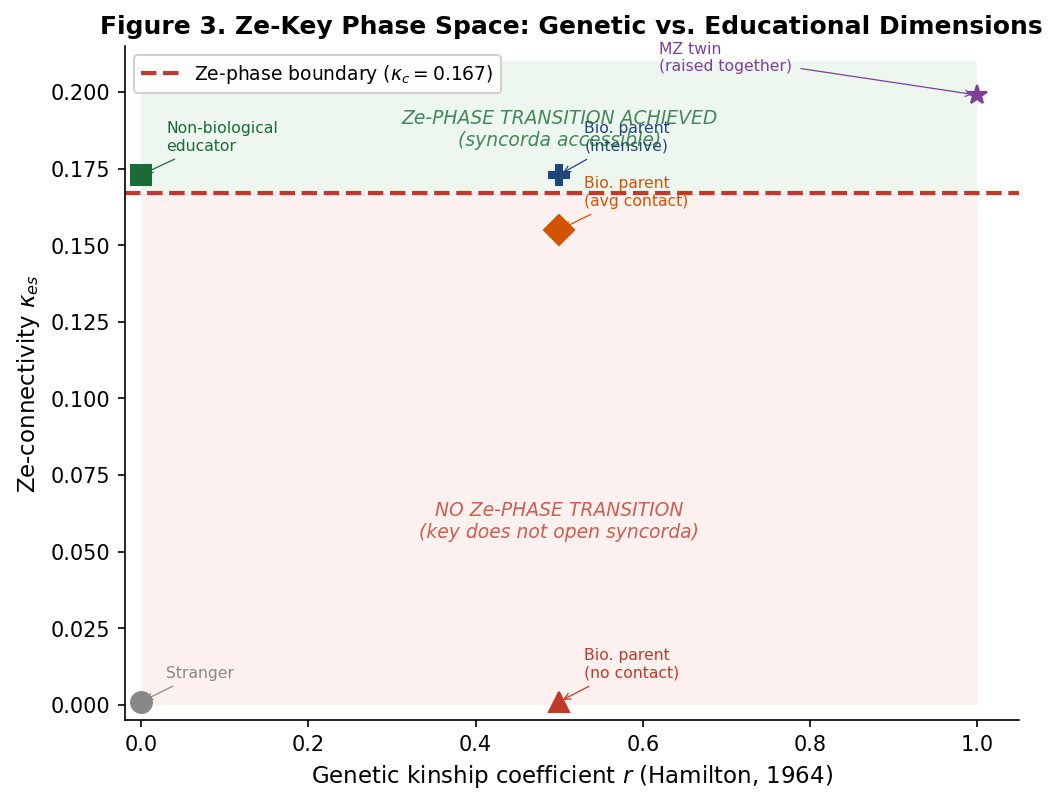 Figure 3. Ze-Key Phase Space: Genetic vs. Educational Dimensions
Ze-phase boundary (κc = 0.167)
MZ twin
(raised together)
Ze-PHASE TRANSITION ACHIEVED
(syncorda accessible)
Non-biological
educator
Bio. parent
(intensive)
Bio. parent
(avg contact)
NO Ze-PHASE TRANSITION
(key does not open syncorda)
Bio. parent
(no contact)
Stranger
Ze-connectivity κes
0.200
0.175
0.150
0.125
0.100
0.075
0.050
0.025
0.000
0.0 0.2 0.4 0.6 0.8 1.0
Genetic kinship coefficient r (Hamilton, 1964)